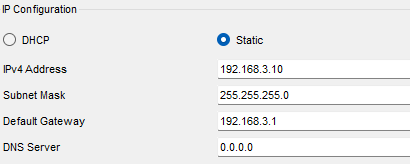 IP Configuration
DHCP Static
IPv4 Address 192.168.3.10
Subnet Mask 255.255.255.0
Default Gateway 192.168.3.1
DNS Server 0.0.0.0